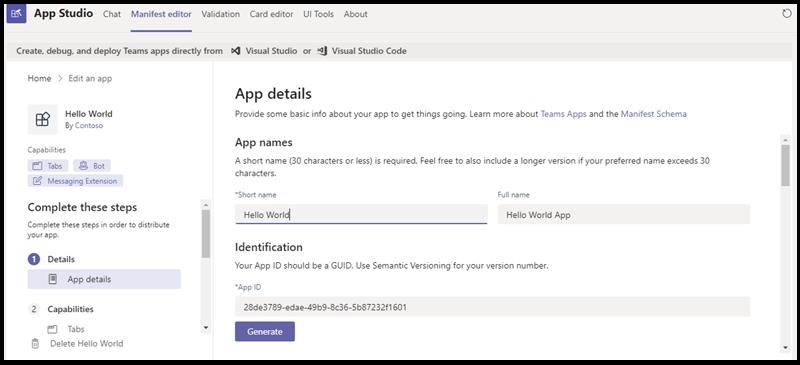 App Studio Chat Manifest editor Validation Card editor UI Tools About
Create, debug, and deploy Teams apps directly from Visual Studio or Visual Studio Code
Home > Edit an app
Hello World
By Contoso
Capabilities
Tabs Bot
Messaging Extension
Complete these steps
Complete these steps in order to distribute
your app.
1 Details
App details
2 Capabilities
Tabs
Delete Hello World
App details
Provide some basic info about your app to get things going. Learn more about Teams Apps and the Manifest Schema
App names
A short name (30 characters or less) is required. Feel free to also include a longer version if your preferred name exceeds 30
characters.
*Short name Full name
Hello World Hello World App
Identification
Your App ID should be a GUID. Use Semantic Versioning for your version number.
*App ID
28de3789-edae-49b9-8c36-5b87232f1601
Generate